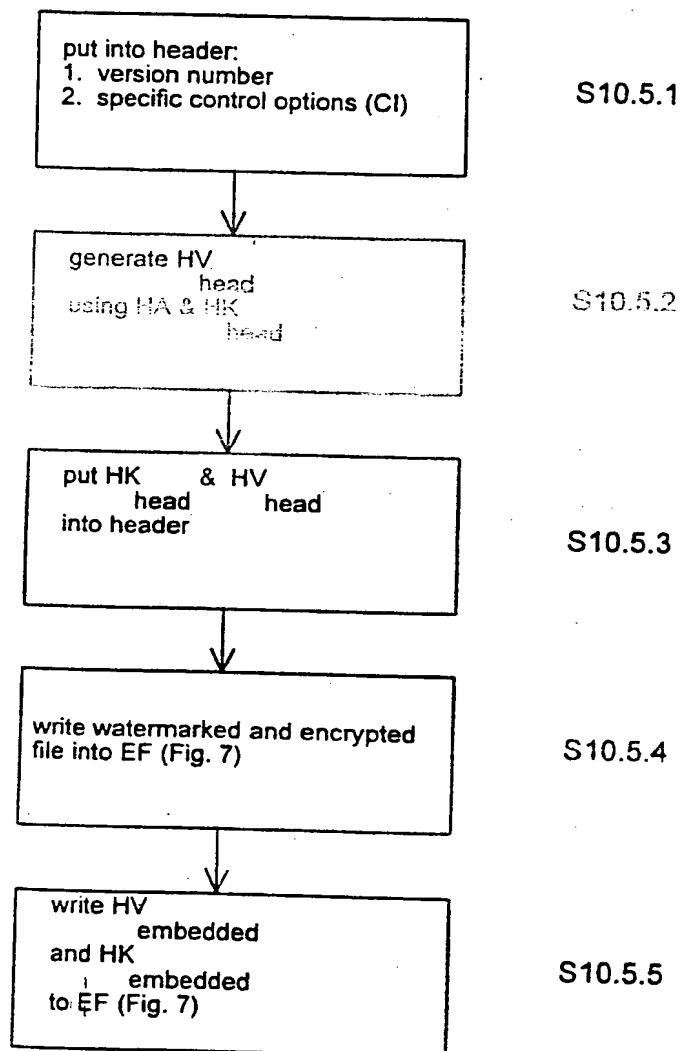 put into header:
1. version number
2. specific control options (CI)
S10.5.1
generate HV
head
using HA & HK
head
S10.5.2
put HK & HV
head head
into header
S10.5.3
write watermarked and encrypted
file into EF (Fig. 7)
S10.5.4
write HV
embedded
and HK
embedded
to EF (Fig. 7)
S10.5.5